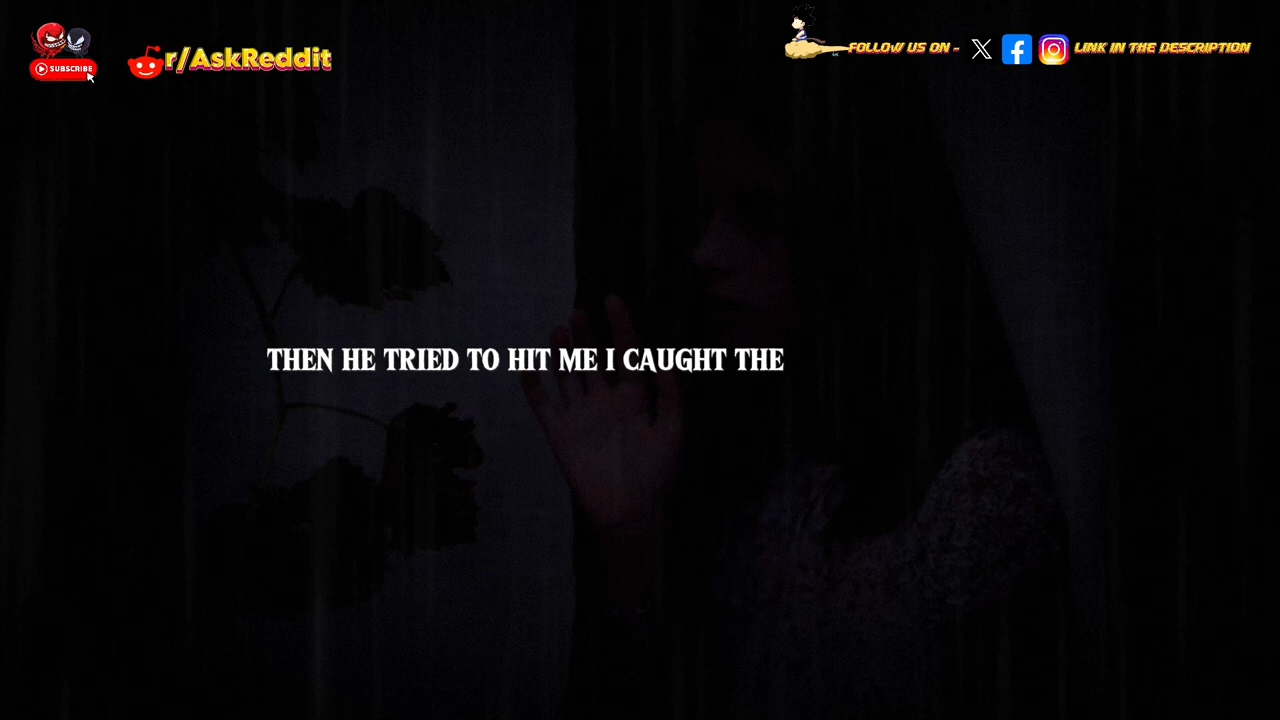 SUBSCRIBE
r/AskReddit
FOLLOW US ON -
LINK IN THE DESCRIPTION
THEN HE TRIED TO HIT ME I CAUGHT THE